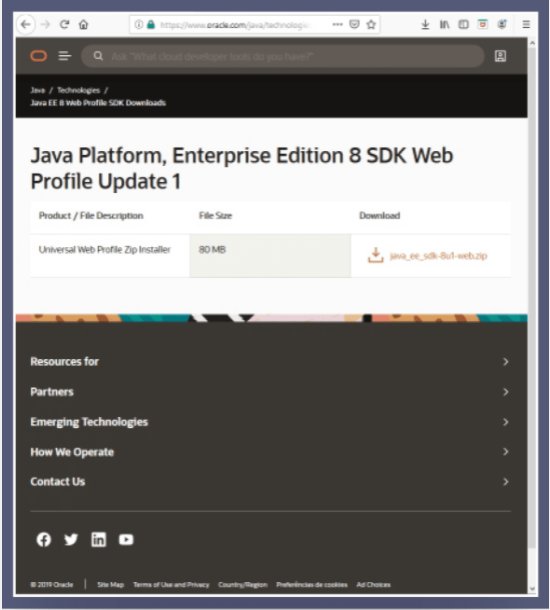 https://www.oracle.com/java/technologie
Ask "What cloud developer tools do you have?"
Java / Technologies /
Java EE 8 Web Profile SDK Downloads
Java Platform, Enterprise Edition 8 SDK Web
Profile Update 1
Product / File Description File Size Download
Universal Web Profile Zip Installer 80 MB java_ee_sdk-8u1-web.zip
Resources for
Partners
Emerging Technologies
How We Operate
Contact Us
© 2019 Oracle Site Map Terms of Use and Privacy Country/Region Preferências de cookies Ad Choices